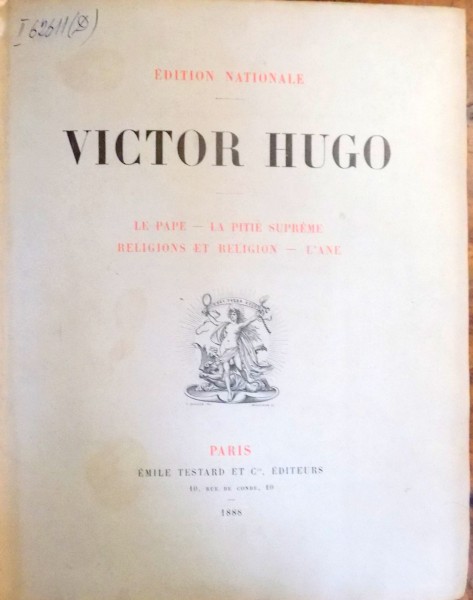 I 62611(D)
ÉDITION NATIONALE
VICTOR HUGO
LE PAPE — LA PITIÉ SUPRÊME
RELIGIONS ET RELIGION — L'ANE
PARIS
ÉMILE TESTARD ET Cie, ÉDITEURS
10, RUE DE CONDÉ, 10
1888